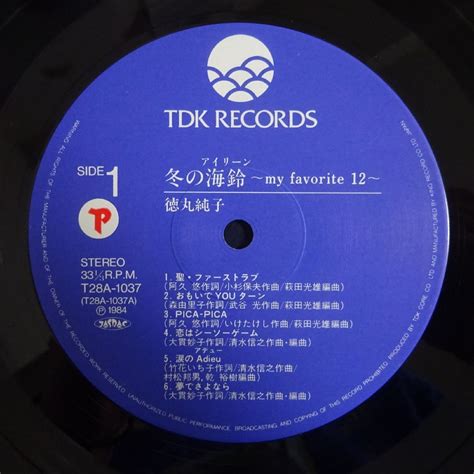 TDK RECORDS
SIDE 1
アイリーン
冬の海鈴 〜my favorite 12〜
徳丸純子
P
STEREO
33⅓R.P.M.
T28A-1037
(T28A-1037A)
Ⓟ1984
JASRAC
1. 聖・ファーストラブ
(阿久 悠作詞/小杉保夫作曲/萩田光雄編曲)
2. おもいでYOUターン
(森由里子作詞/武谷 光作曲/萩田光雄編曲)
3. PICA-PICA
(阿久 悠作詞/いけたけし作曲/萩田光雄編曲)
4. 恋はシーソーゲーム
(大貫妙子作詞/清水信之作曲・編曲)
アデュー
5. 涙のAdieu
(竹花いち子作詞/清水信之作曲/
村松邦男, 乾 裕樹編曲)
6. 夢でさよなら
(大貫妙子作詞/清水信之作曲・編曲)